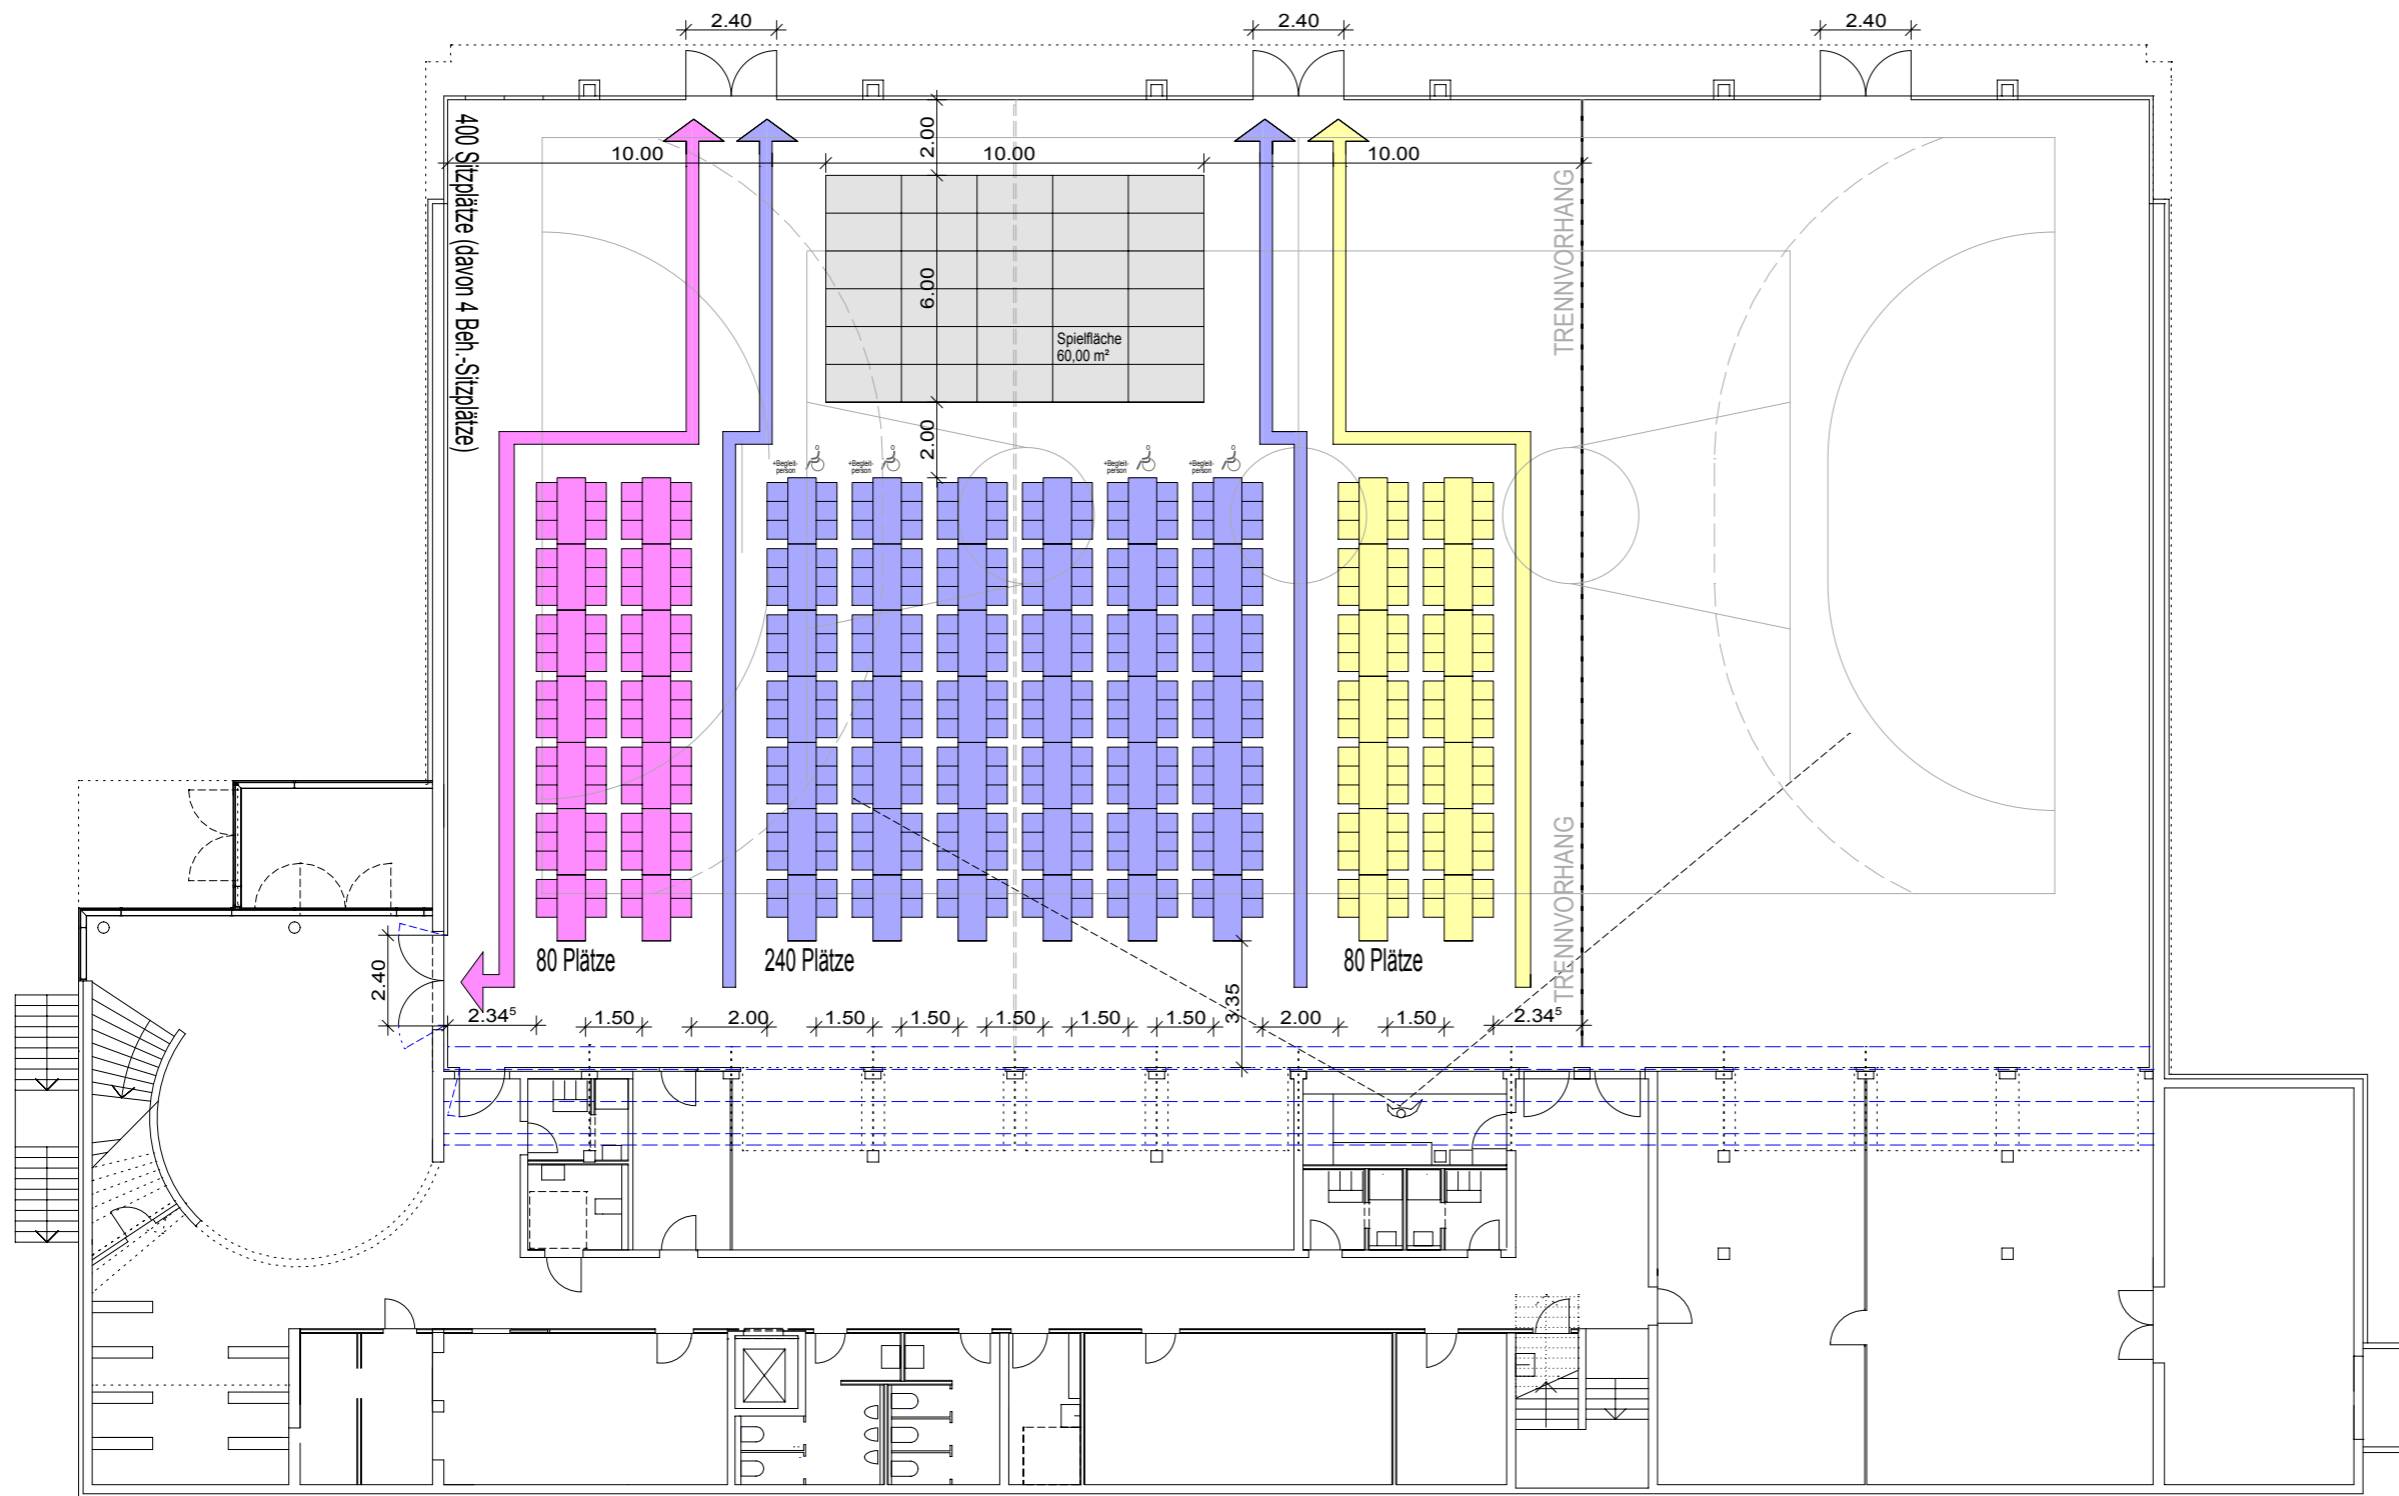 2.40
2.40
2.40
400 Sitzplätze (davon 4 Beh.-Sitzplätze)
2.00
10.00
10.00
10.00
TRENNVORHANG
6.00
Spielfläche
60,00 m²
2.00
+Begleit-
person
+Begleit-
person
+Begleit-
person
+Begleit-
person
TRENNVORHANG
80 Plätze
240 Plätze
80 Plätze
2.40
3.35
2.34⁵
1.50
2.00
1.50
1.50
1.50
1.50
1.50
2.00
1.50
2.34⁵